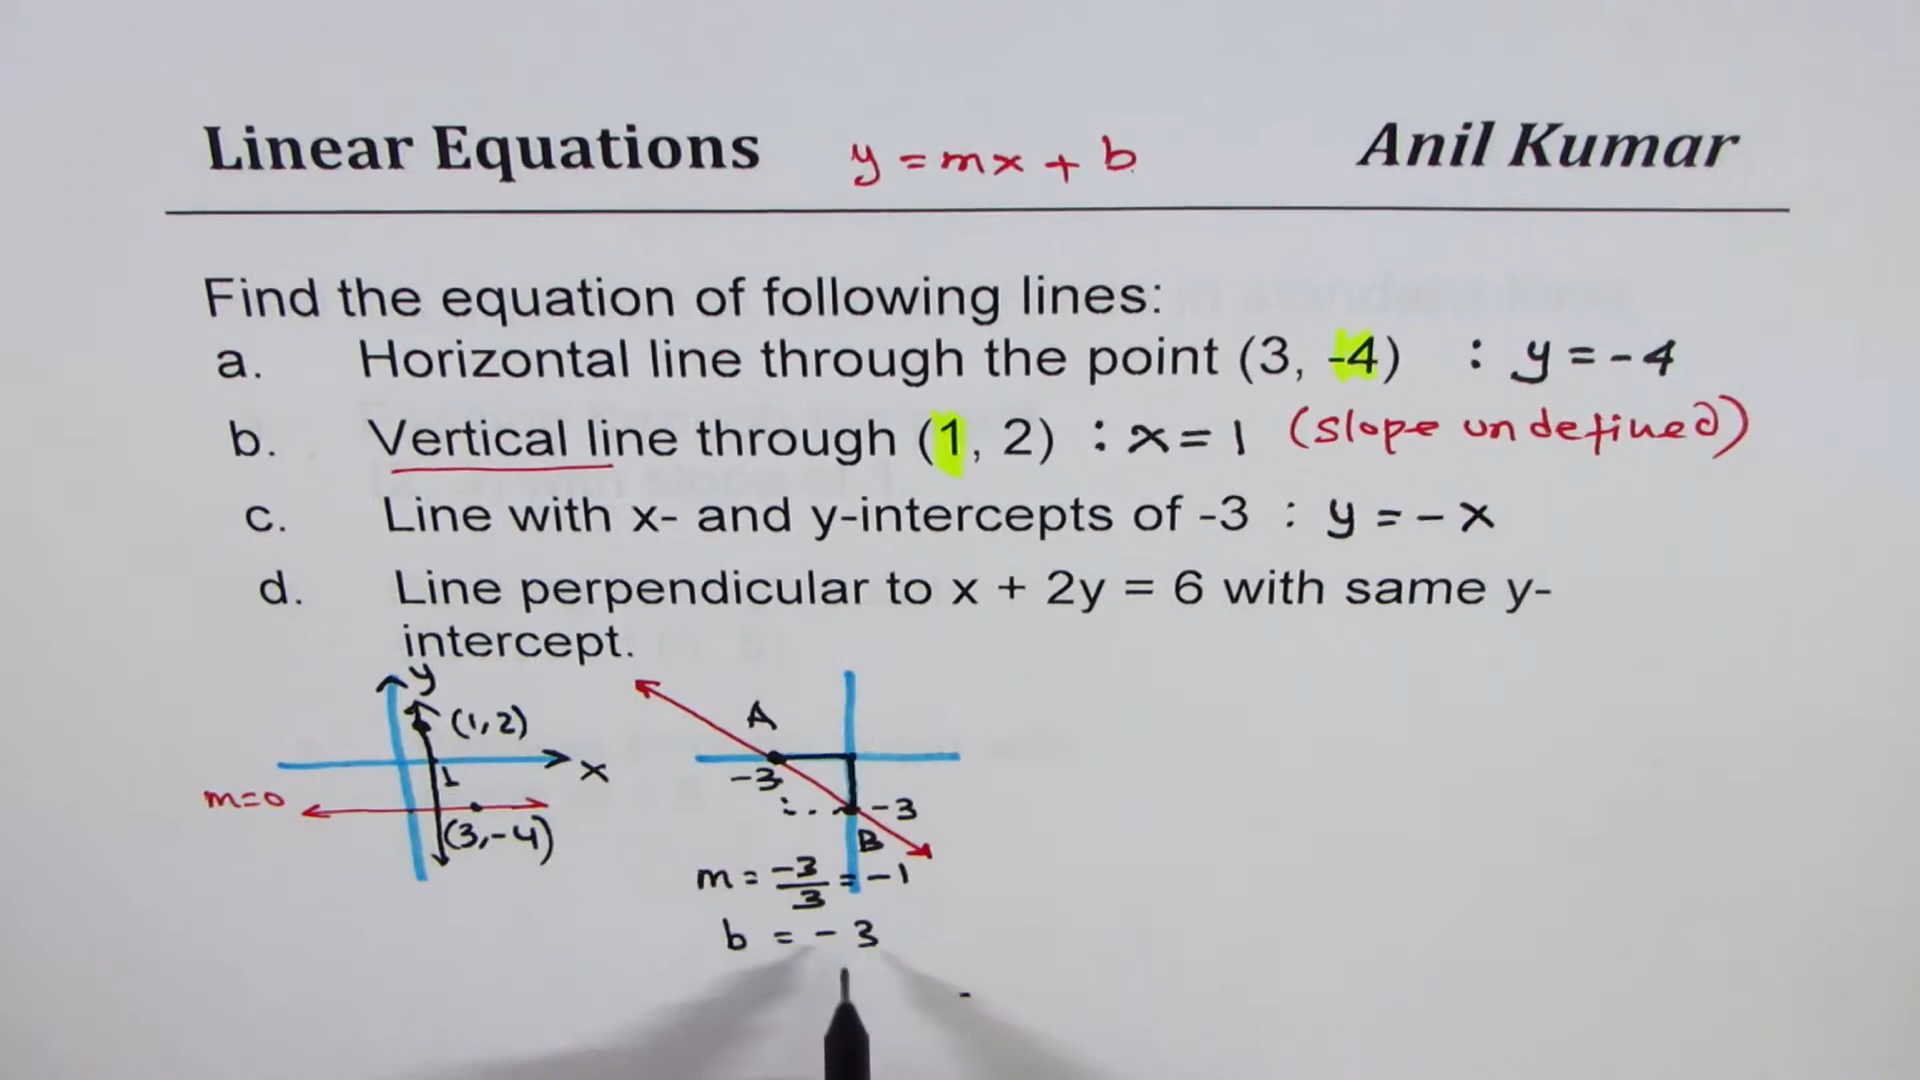 Linear Equations y = mx + b Anil Kumar
Find the equation of following lines:
a. Horizontal line through the point (3, -4) : y = -4
b. Vertical line through (1, 2) : x = 1 (slope undefined)
c. Line with x- and y-intercepts of -3 : y = -x
d. Line perpendicular to x + 2y = 6 with same y-
intercept.
y
(1,2)
1
x
m=0
(3,-4)
A
-3
-3
B
m = -3/3 = -1
b = -3